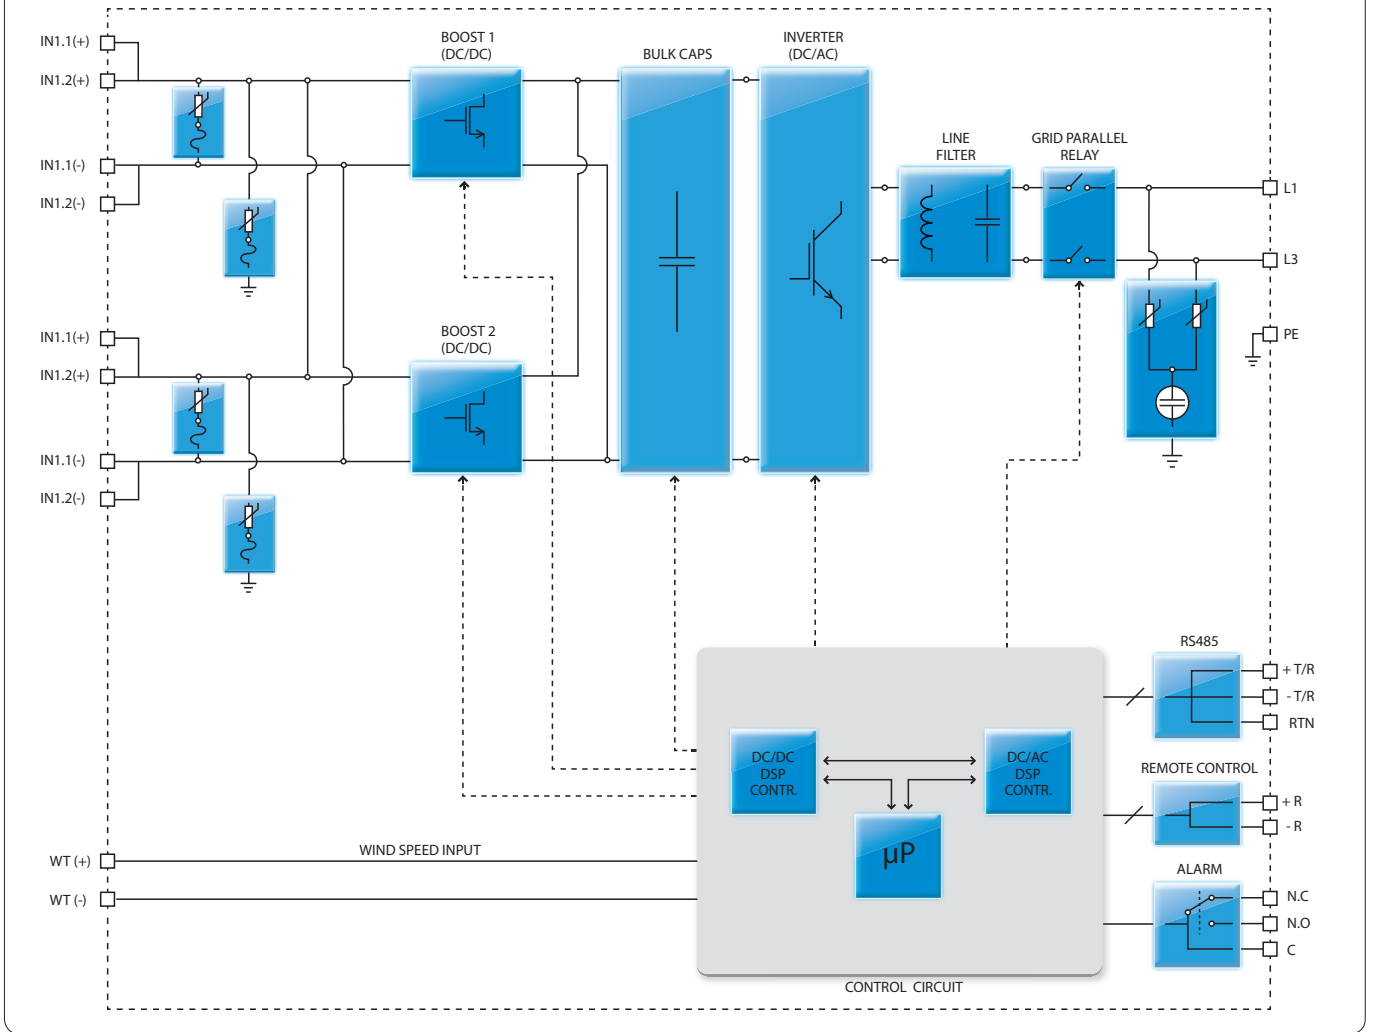 IN1.1(+)
IN1.2(+)
IN1.1(-)
IN1.2(-)
BOOST 1
(DC/DC)
BULK CAPS
INVERTER
(DC/AC)
LINE
FILTER
GRID PARALLEL
RELAY
L1
L3
PE
IN1.1(+)
IN1.2(+)
IN1.1(-)
IN1.2(-)
BOOST 2
(DC/DC)
RS485
+ T/R
- T/R
RTN
DC/DC
DSP
CONTR.
DC/AC
DSP
CONTR.
µP
REMOTE CONTROL
+ R
- R
WT (+)
WIND SPEED INPUT
WT (-)
ALARM
N.C
N.O
C
CONTROL CIRCUIT